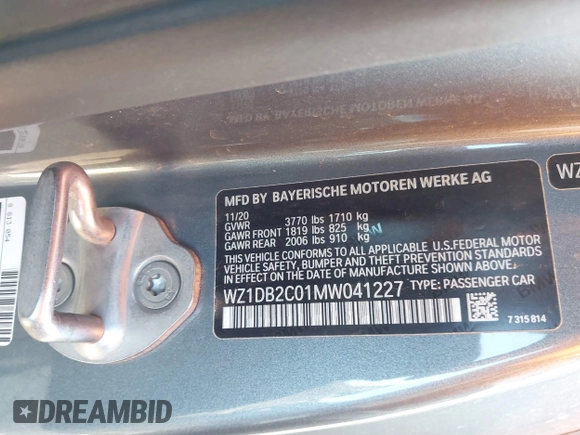 MFD BY BAYERISCHE MOTOREN WERKE AG
11/20
GVWR 3770 lbs 1710 kg
GAWR FRONT 1819 lbs 825 kg
GAWR REAR 2006 lbs 910 kg
THIS VEHICLE CONFORMS TO ALL APPLICABLE U.S.FEDERAL MOTOR
VEHICLE SAFETY, BUMPER, AND THEFT PREVENTION STANDARDS
IN EFFECT ON THE DATE OF MANUFACTURE SHOWN ABOVE.
WZ1DB2C01MW041227 TYPE: PASSENGER CAR
7 315 814
WZ
9 813 054
DREAMBID